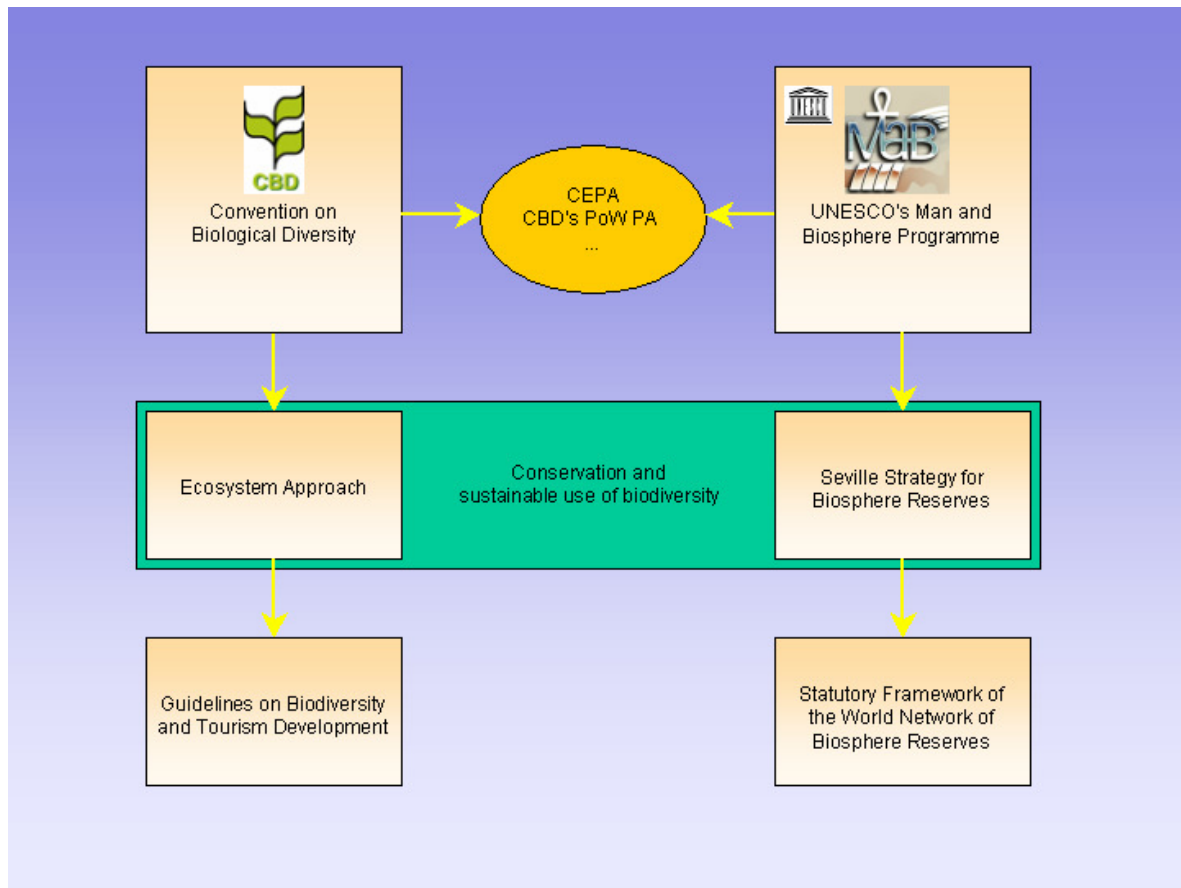 CBD
Convention on
Biological Diversity
CEPA
CBD's PoW PA
...
UNESCO
MaB
UNESCO's Man and
Biosphere Programme
Ecosystem Approach
Conservation and
sustainable use of biodiversity
Seville Strategy for
Biosphere Reserves
Guidelines on Biodiversity
and Tourism Development
Statutory Framework of
the World Network of
Biosphere Reserves